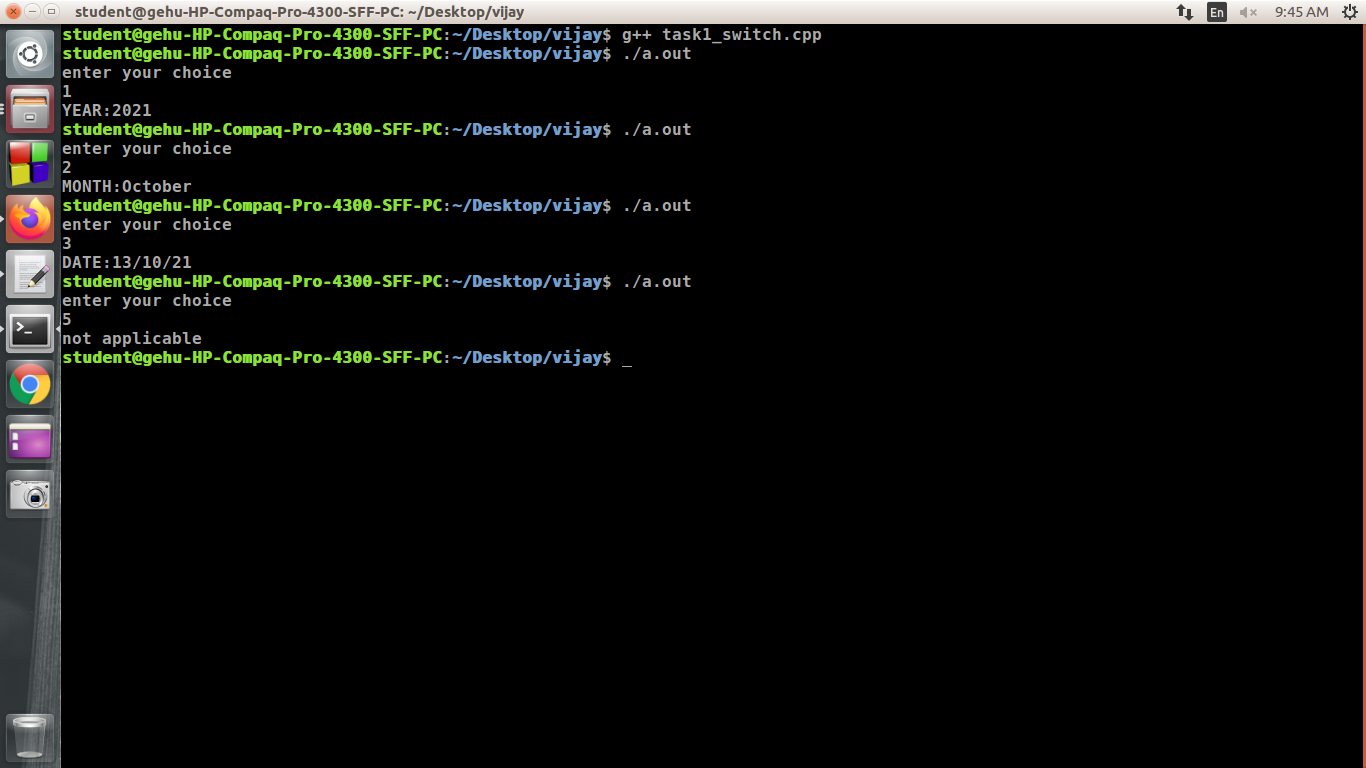 student@gehu-HP-Compaq-Pro-4300-SFF-PC: ~/Desktop/vijay
En
9:45 AM
student@gehu-HP-Compaq-Pro-4300-SFF-PC:~/Desktop/vijay$ g++ task1_switch.cpp
student@gehu-HP-Compaq-Pro-4300-SFF-PC:~/Desktop/vijay$ ./a.out
enter your choice
1
YEAR:2021
student@gehu-HP-Compaq-Pro-4300-SFF-PC:~/Desktop/vijay$ ./a.out
enter your choice
2
MONTH:October
student@gehu-HP-Compaq-Pro-4300-SFF-PC:~/Desktop/vijay$ ./a.out
enter your choice
3
DATE:13/10/21
student@gehu-HP-Compaq-Pro-4300-SFF-PC:~/Desktop/vijay$ ./a.out
enter your choice
5
not applicable
student@gehu-HP-Compaq-Pro-4300-SFF-PC:~/Desktop/vijay$ _